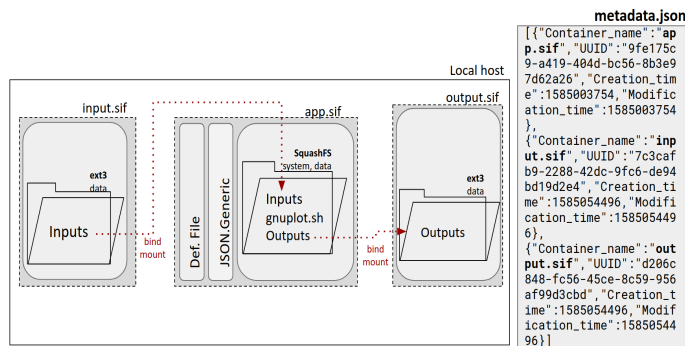 metadata.json
Local host
input.sif
app.sif
output.sif
ext3
data
Inputs
bind
mount
Def. File
JSON.Generic
SquashFS
system, data
Inputs
gnuplot.sh
Outputs
bind
mount
ext3
data
Outputs
[{"Container_name":"ap
p.sif","UUID":"9fe175c
9-a419-404d-bc56-8b3e9
7d62a26","Creation_tim
e":1585003754,"Modific
ation_time":1585003754
},
{"Container_name":"inp
ut.sif","UUID":"7c3caf
b9-2288-42dc-9fc6-de94
bd19d2e4","Creation_ti
me":1585054496,"Modifi
cation_time":158505449
6},
{"Container_name":"out
put.sif","UUID":"d206c
848-fc56-45ce-8c59-956
af99d3cbd","Creation_t
ime":1585054496,"Modif
ication_time":15850544
96}]